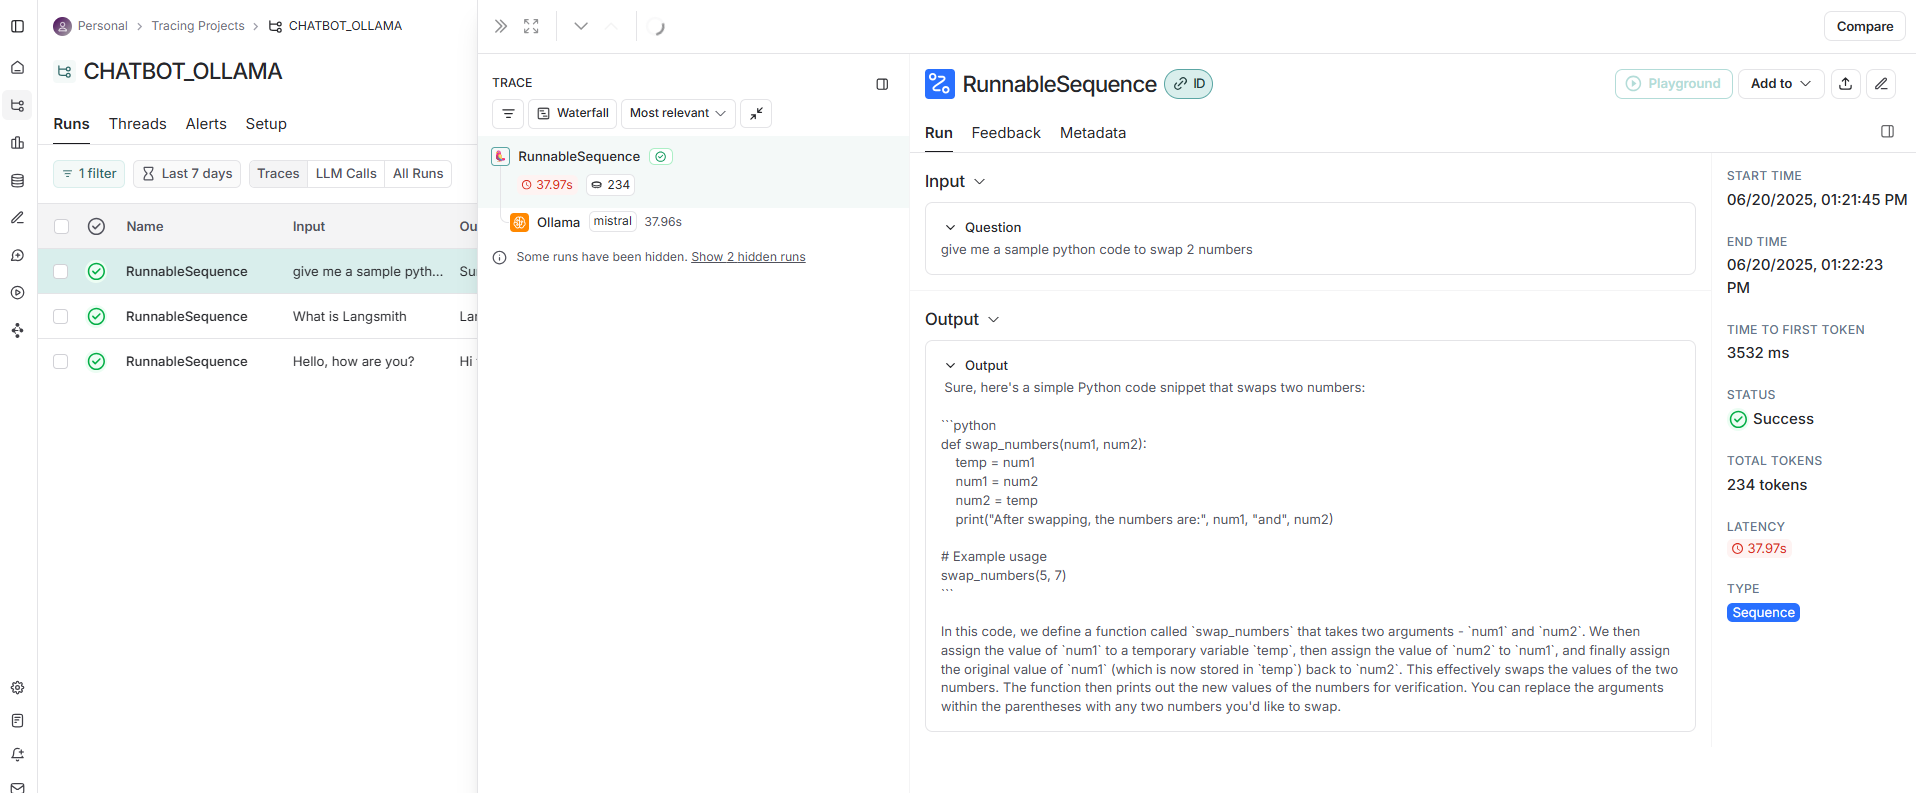 Personal > Tracing Projects > CHATBOT_OLLAMA
CHATBOT_OLLAMA
Runs Threads Alerts Setup
1 filter Last 7 days Traces LLM Calls All Runs
Name Input Ou
RunnableSequence give me a sample pyth... Su
RunnableSequence What is Langsmith Lan
RunnableSequence Hello, how are you? Hi
TRACE
Waterfall Most relevant
RunnableSequence
37.97s 234
Ollama mistral 37.96s
Some runs have been hidden. Show 2 hidden runs
Compare
RunnableSequence ID
Playground Add to
Run Feedback Metadata
Input
Question
give me a sample python code to swap 2 numbers
Output
Output
Sure, here's a simple Python code snippet that swaps two numbers:
```python
def swap_numbers(num1, num2):
    temp = num1
    num1 = num2
    num2 = temp
    print("After swapping, the numbers are:", num1, "and", num2)
# Example usage
swap_numbers(5, 7)
```
In this code, we define a function called `swap_numbers` that takes two arguments - `num1` and `num2`. We then
assign the value of `num1` to a temporary variable `temp`, then assign the value of `num2` to `num1`, and finally assign
the original value of `num1` (which is now stored in `temp`) back to `num2`. This effectively swaps the values of the two
numbers. The function then prints out the new values of the numbers for verification. You can replace the arguments
within the parentheses with any two numbers you'd like to swap.
START TIME
06/20/2025, 01:21:45 PM
END TIME
06/20/2025, 01:22:23
PM
TIME TO FIRST TOKEN
3532 ms
STATUS
Success
TOTAL TOKENS
234 tokens
LATENCY
37.97s
TYPE
Sequence